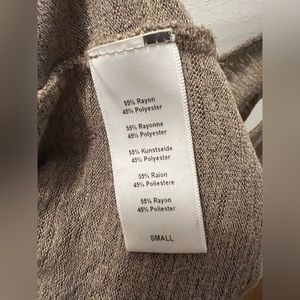 55% Rayon
45% Polyester
55% Rayonne
45% Polyester
55% Kunstseide
45% Polyester
55% Raion
45% Poliestere
55% Rayon
45% Poliester
SMALL